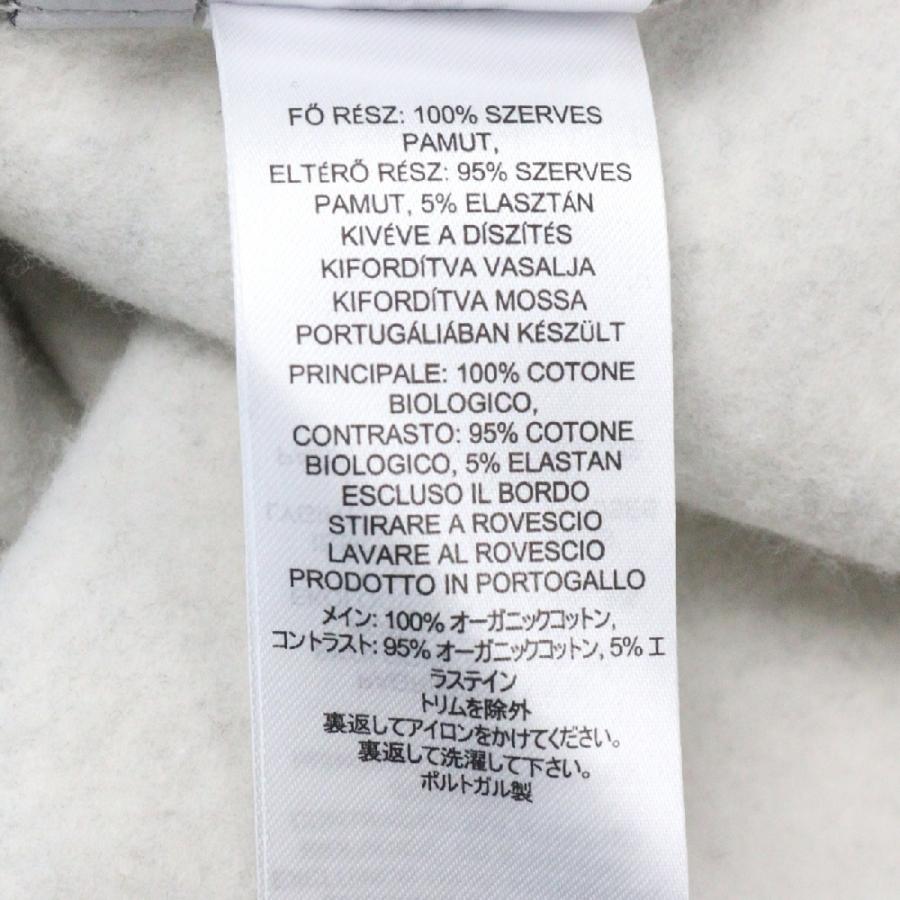 FŐ RÉSZ: 100% SZERVES
PAMUT,
ELTÉRŐ RÉSZ: 95% SZERVES
PAMUT, 5% ELASZTÁN
KIVÉVE A DÍSZÍTÉS
KIFORDÍTVA VASALJA
KIFORDÍTVA MOSSA
PORTUGÁLIÁBAN KÉSZÜLT
PRINCIPALE: 100% COTONE
BIOLOGICO,
CONTRASTO: 95% COTONE
BIOLOGICO, 5% ELASTAN
ESCLUSO IL BORDO
STIRARE A ROVESCIO
LAVARE AL ROVESCIO
PRODOTTO IN PORTOGALLO
メイン: 100% オーガニックコットン,
コントラスト: 95% オーガニックコットン, 5% エ
ラステイン
トリムを除外
裏返してアイロンをかけてください。
裏返して洗濯して下さい。
ポルトガル製